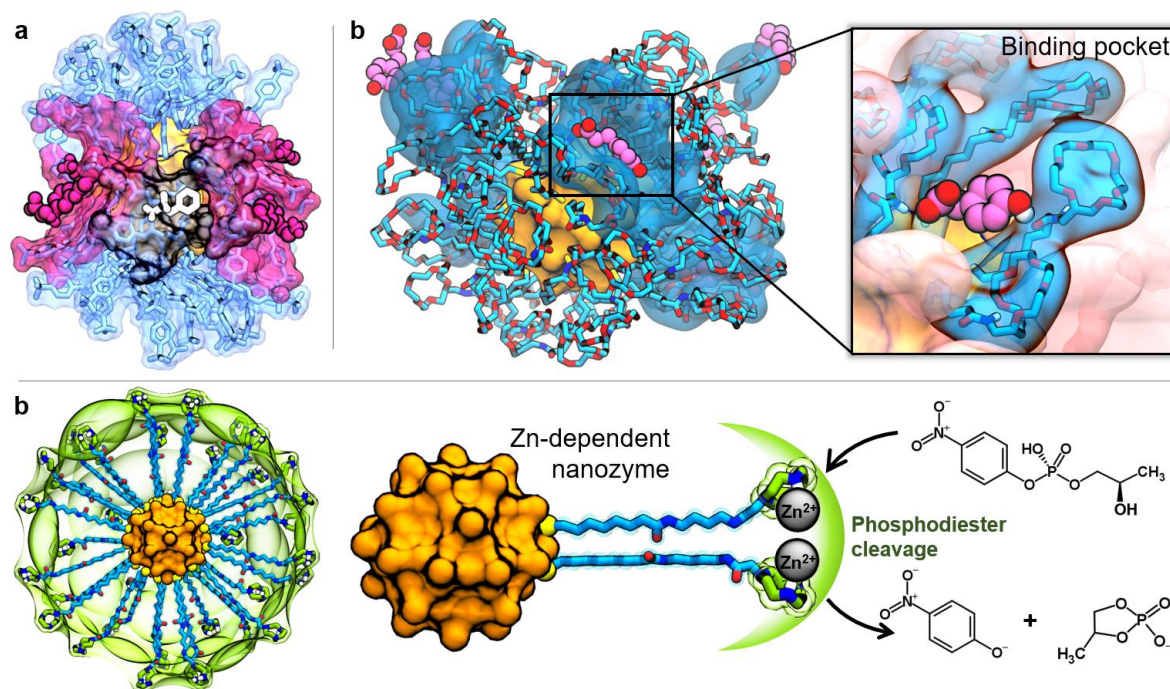 a
b
Binding pocket
b
Zn-dependent
nanozyme
Zn²⁺
Zn²⁺
Phosphodiester
cleavage
O⁻
N⁺
O
O
HO
P
O
O
CH₃
OH
O⁻
N⁺
O
O⁻
+
O
P
O
O
O⁻
H₃C